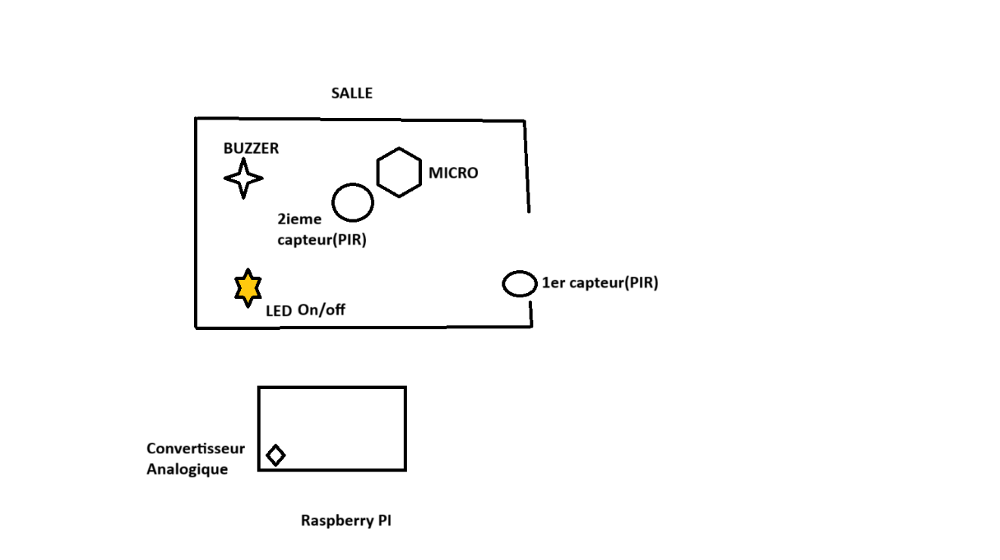 SALLE
BUZZER
MICRO
2ieme
capteur(PIR)
1er capteur(PIR)
LED On/off
Convertisseur
Analogique
Raspberry PI